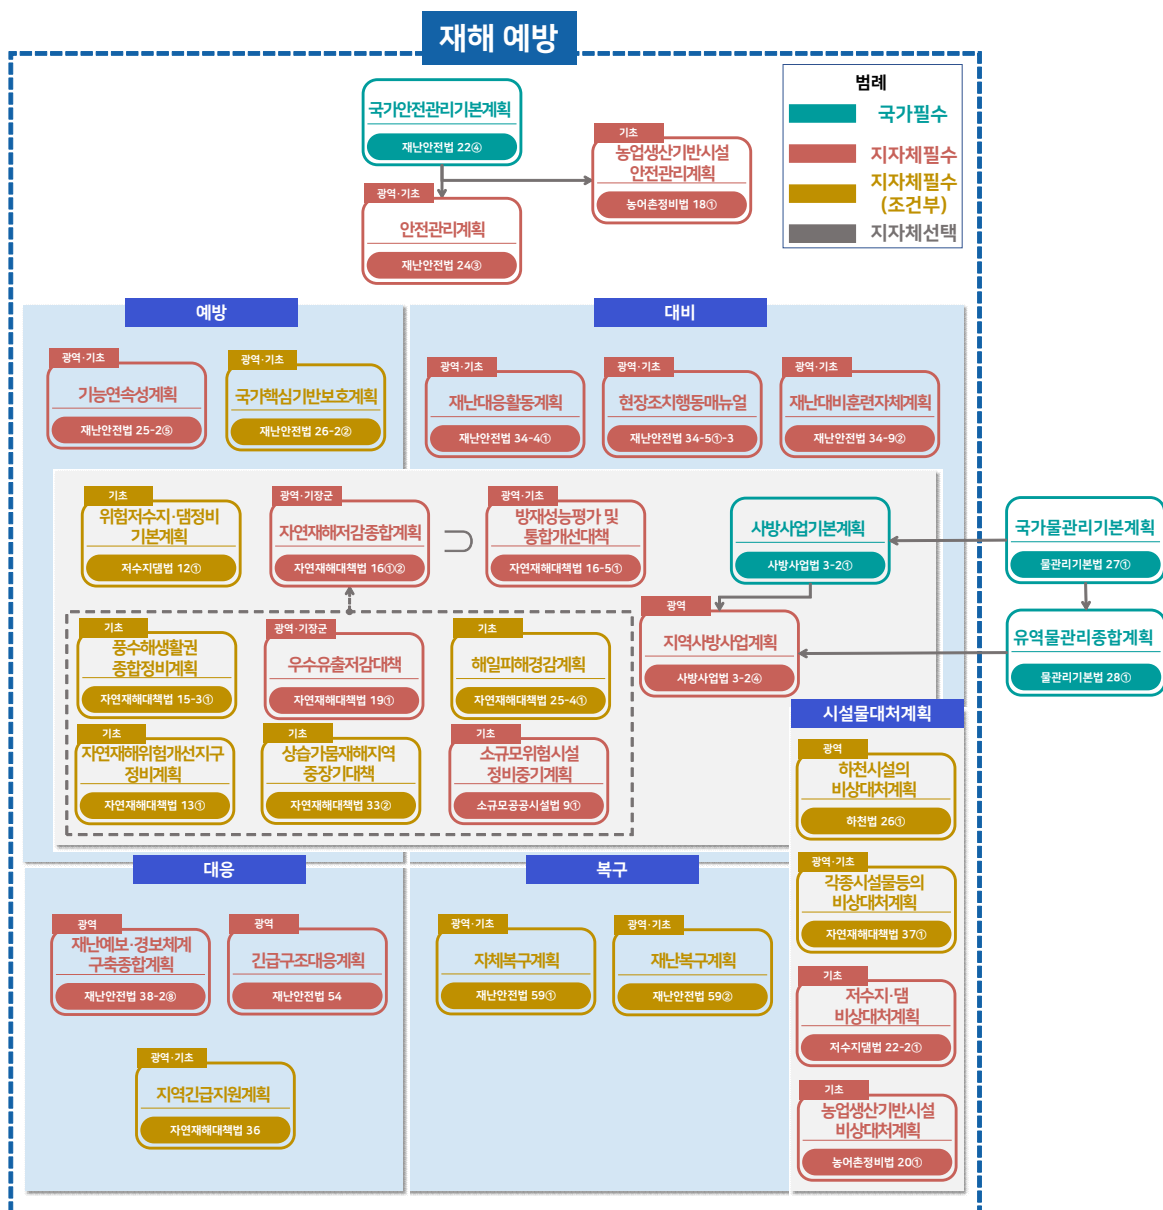 재해 예방
범례
국가필수
지자체필수
지자체필수
(조건부)
지자체선택
국가안전관리기본계획
재난안전법 22④
기초
농업생산기반시설
안전관리계획
농어촌정비법 18①
광역·기초
안전관리계획
재난안전법 24③
예방
대비
광역·기초
기능연속성계획
재난안전법 25-2⑤
광역·기초
국가핵심기반보호계획
재난안전법 26-2②
광역·기초
재난대응활동계획
재난안전법 34-4①
광역·기초
현장조치행동매뉴얼
재난안전법 34-5①-3
광역·기초
재난대비훈련자체계획
재난안전법 34-9②
기초
위험저수지·댐정비
기본계획
저수지댐법 12①
광역·기장군
자연재해저감종합계획
자연재해대책법 16①②
광역·기초
방재성능평가 및
통합개선대책
자연재해대책법 16-5①
사방사업기본계획
사방사업법 3-2①
국가물관리기본계획
물관리기본법 27①
광역
지역사방사업계획
사방사업법 3-2④
유역물관리종합계획
물관리기본법 28①
기초
풍수해생활권
종합정비계획
자연재해대책법 15-3①
광역·기장군
우수유출저감대책
자연재해대책법 19①
기초
해일피해경감계획
자연재해대책법 25-4①
기초
자연재해위험개선지구
정비계획
자연재해대책법 13①
기초
상습가뭄재해지역
중장기대책
자연재해대책법 33②
기초
소규모위험시설
정비중기계획
소규모공공시설법 9①
시설물대처계획
광역
하천시설의
비상대처계획
하천법 26①
광역·기초
각종시설물등의
비상대처계획
자연재해대책법 37①
기초
저수지·댐
비상대처계획
저수지댐법 22-2①
기초
농업생산기반시설
비상대처계획
농어촌정비법 20①
대응
복구
광역
재난예보·경보체계
구축종합계획
재난안전법 38-2⑧
광역
긴급구조대응계획
재난안전법 54
광역·기초
자체복구계획
재난안전법 59①
광역·기초
재난복구계획
재난안전법 59②
광역·기초
지역긴급지원계획
자연재해대책법 36